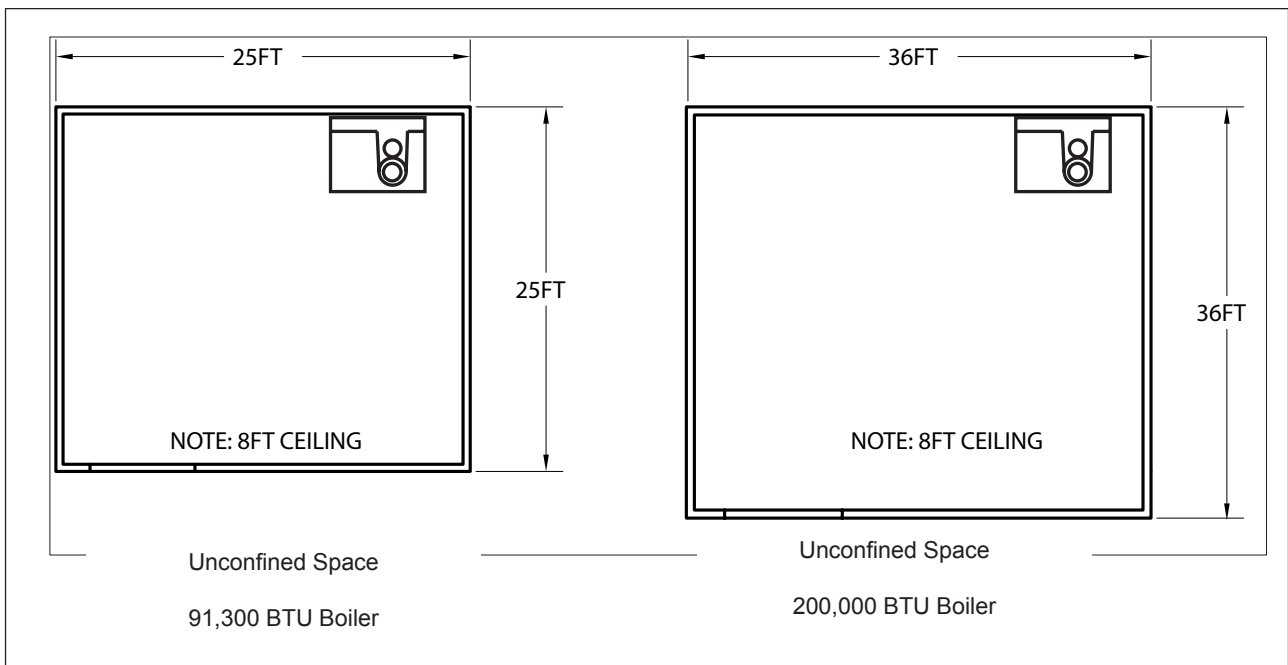 25FT
25FT
NOTE: 8FT CEILING
Unconfined Space
91,300 BTU Boiler
36FT
36FT
NOTE: 8FT CEILING
Unconfined Space
200,000 BTU Boiler